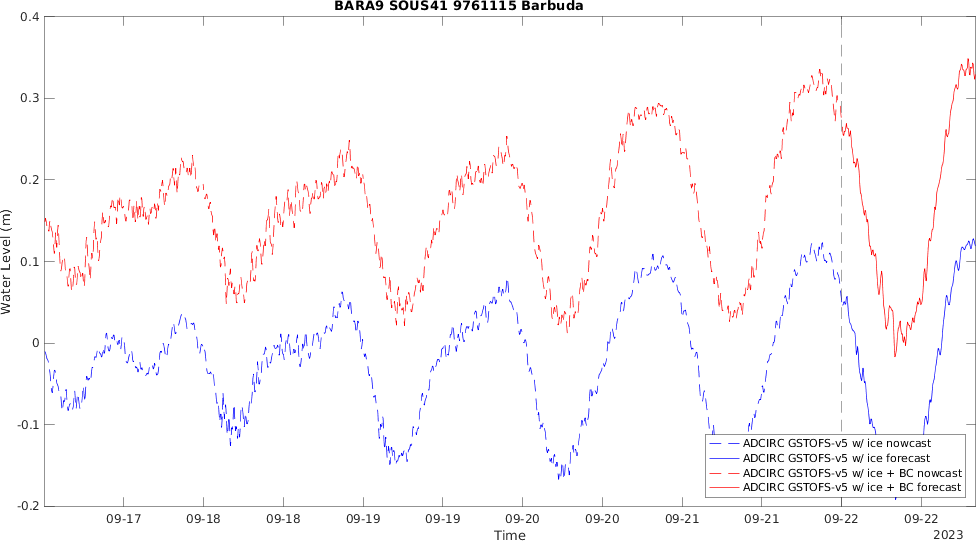 BARA9 SOUS41 9761115 Barbuda
0.4
0.3
0.2
0.1
0
-0.1
-0.2
Water Level (m)
ADCIRC GSTOFS-v5 w/ ice nowcast
ADCIRC GSTOFS-v5 w/ ice forecast
ADCIRC GSTOFS-v5 w/ ice + BC nowcast
ADCIRC GSTOFS-v5 w/ ice + BC forecast
09-17 09-18 09-18 09-19 09-19 09-20 09-20 09-21 09-21 09-22 09-22
Time
2023